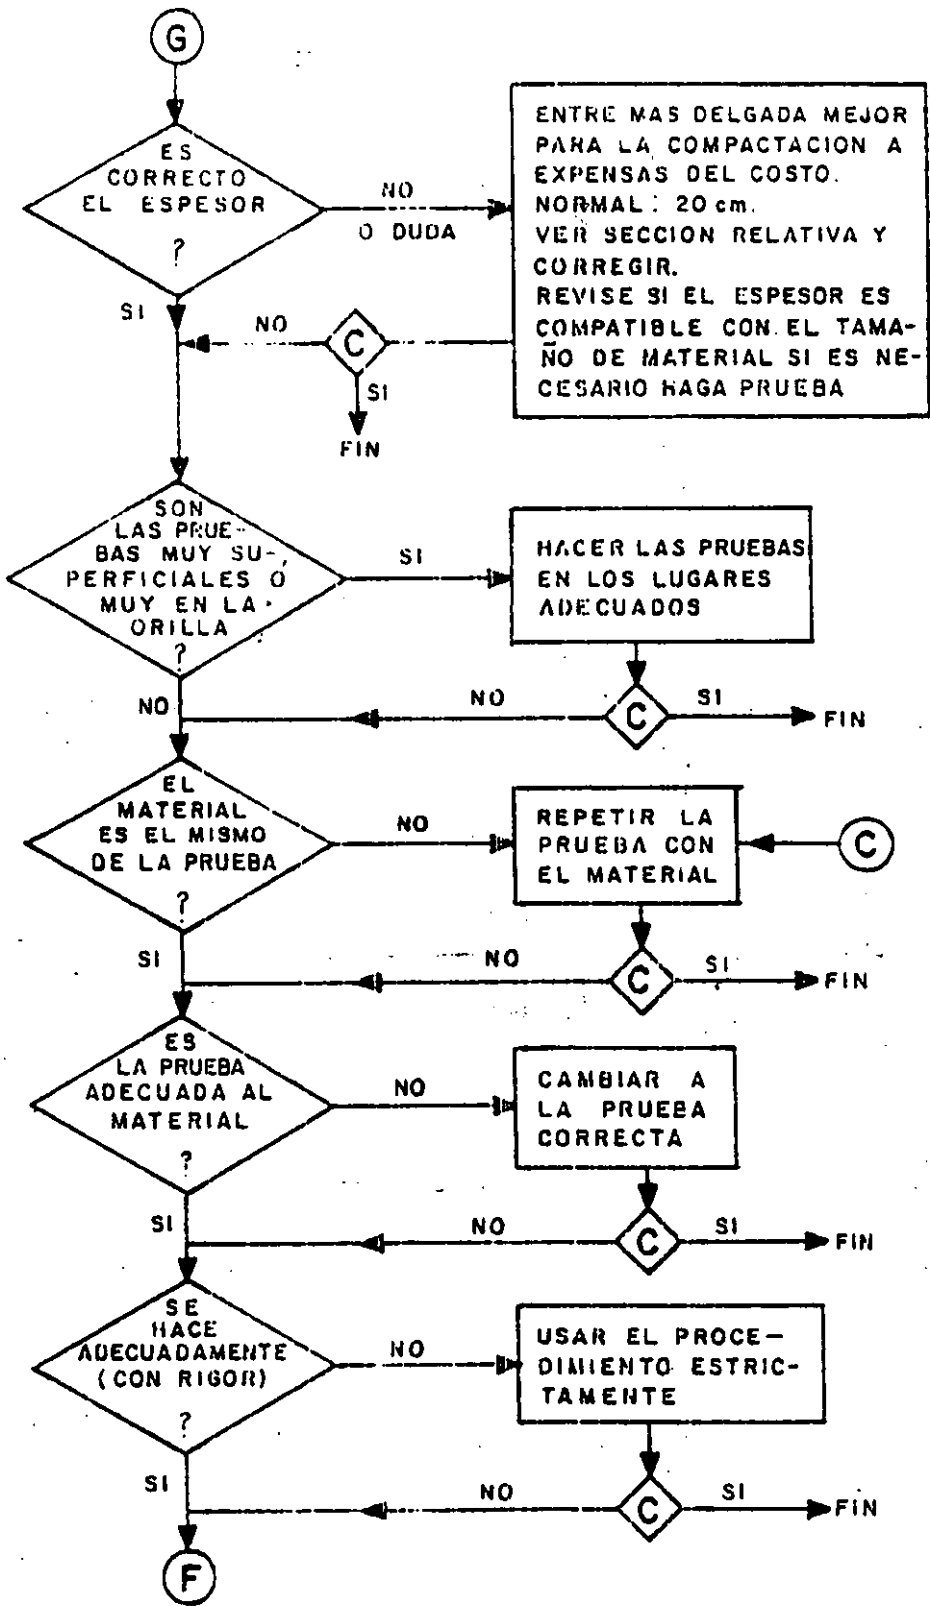 G
ES
CORRECTO
EL ESPESOR
?
NO
O DUDA
ENTRE MAS DELGADA MEJOR
PARA LA COMPACTACION A
EXPENSAS DEL COSTO.
NORMAL: 20 cm.
VER SECCION RELATIVA Y
CORREGIR.
REVISE SI EL ESPESOR ES
COMPATIBLE CON EL TAMA-
ÑO DE MATERIAL SI ES NE-
CESARIO HAGA PRUEBA
SI
NO
C
SI
FIN
SON
LAS PRUE-
BAS MUY SU-
PERFICIALES O
MUY EN LA
ORILLA
?
SI
HACER LAS PRUEBAS
EN LOS LUGARES
ADECUADOS
NO
NO
C
SI
FIN
EL
MATERIAL
ES EL MISMO
DE LA PRUEBA
?
NO
REPETIR LA
PRUEBA CON
EL MATERIAL
C
SI
NO
C
SI
FIN
ES
LA PRUEBA
ADECUADA AL
MATERIAL
?
NO
CAMBIAR A
LA PRUEBA
CORRECTA
SI
NO
C
SI
FIN
SE
HACE
ADECUADAMENTE
(CON RIGOR)
?
NO
USAR EL PROCE-
DIMIENTO ESTRIC-
TAMENTE
SI
NO
C
SI
FIN
F